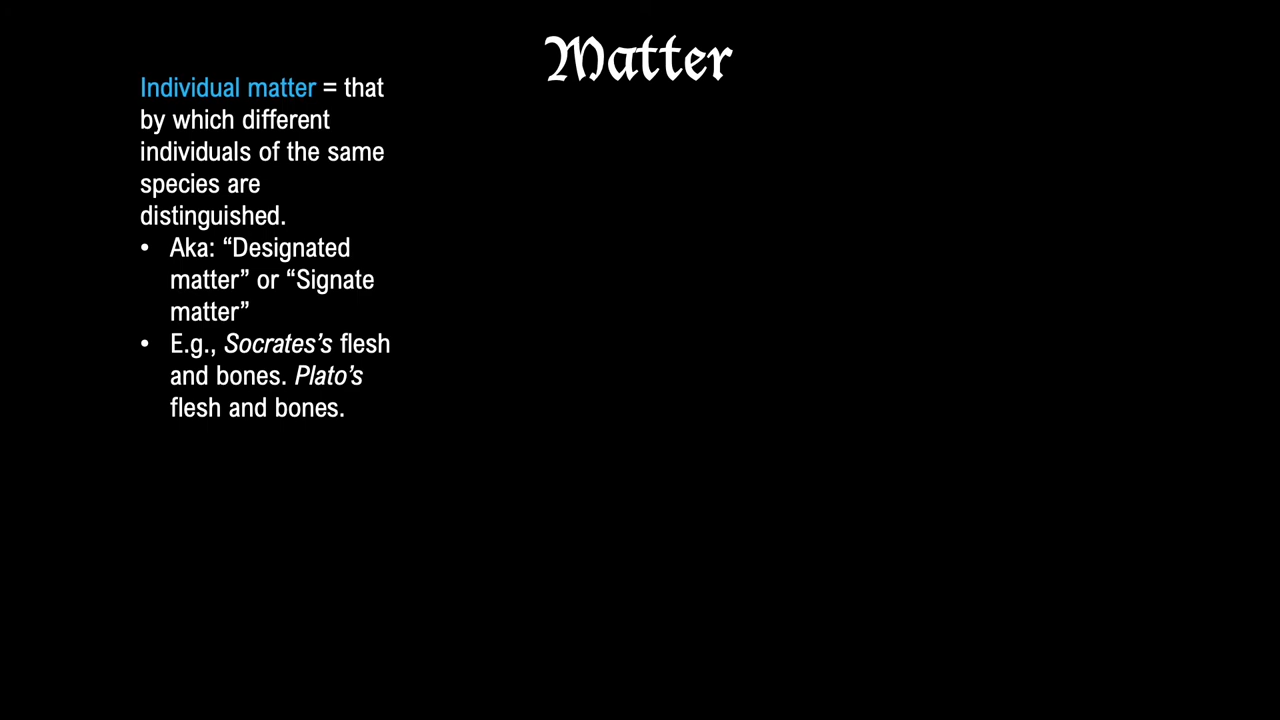 Matter
Individual matter = that
by which different
individuals of the same
species are
distinguished.
• Aka: “Designated
matter” or “Signate
matter”
• E.g., Socrates’s flesh
and bones. Plato’s
flesh and bones.